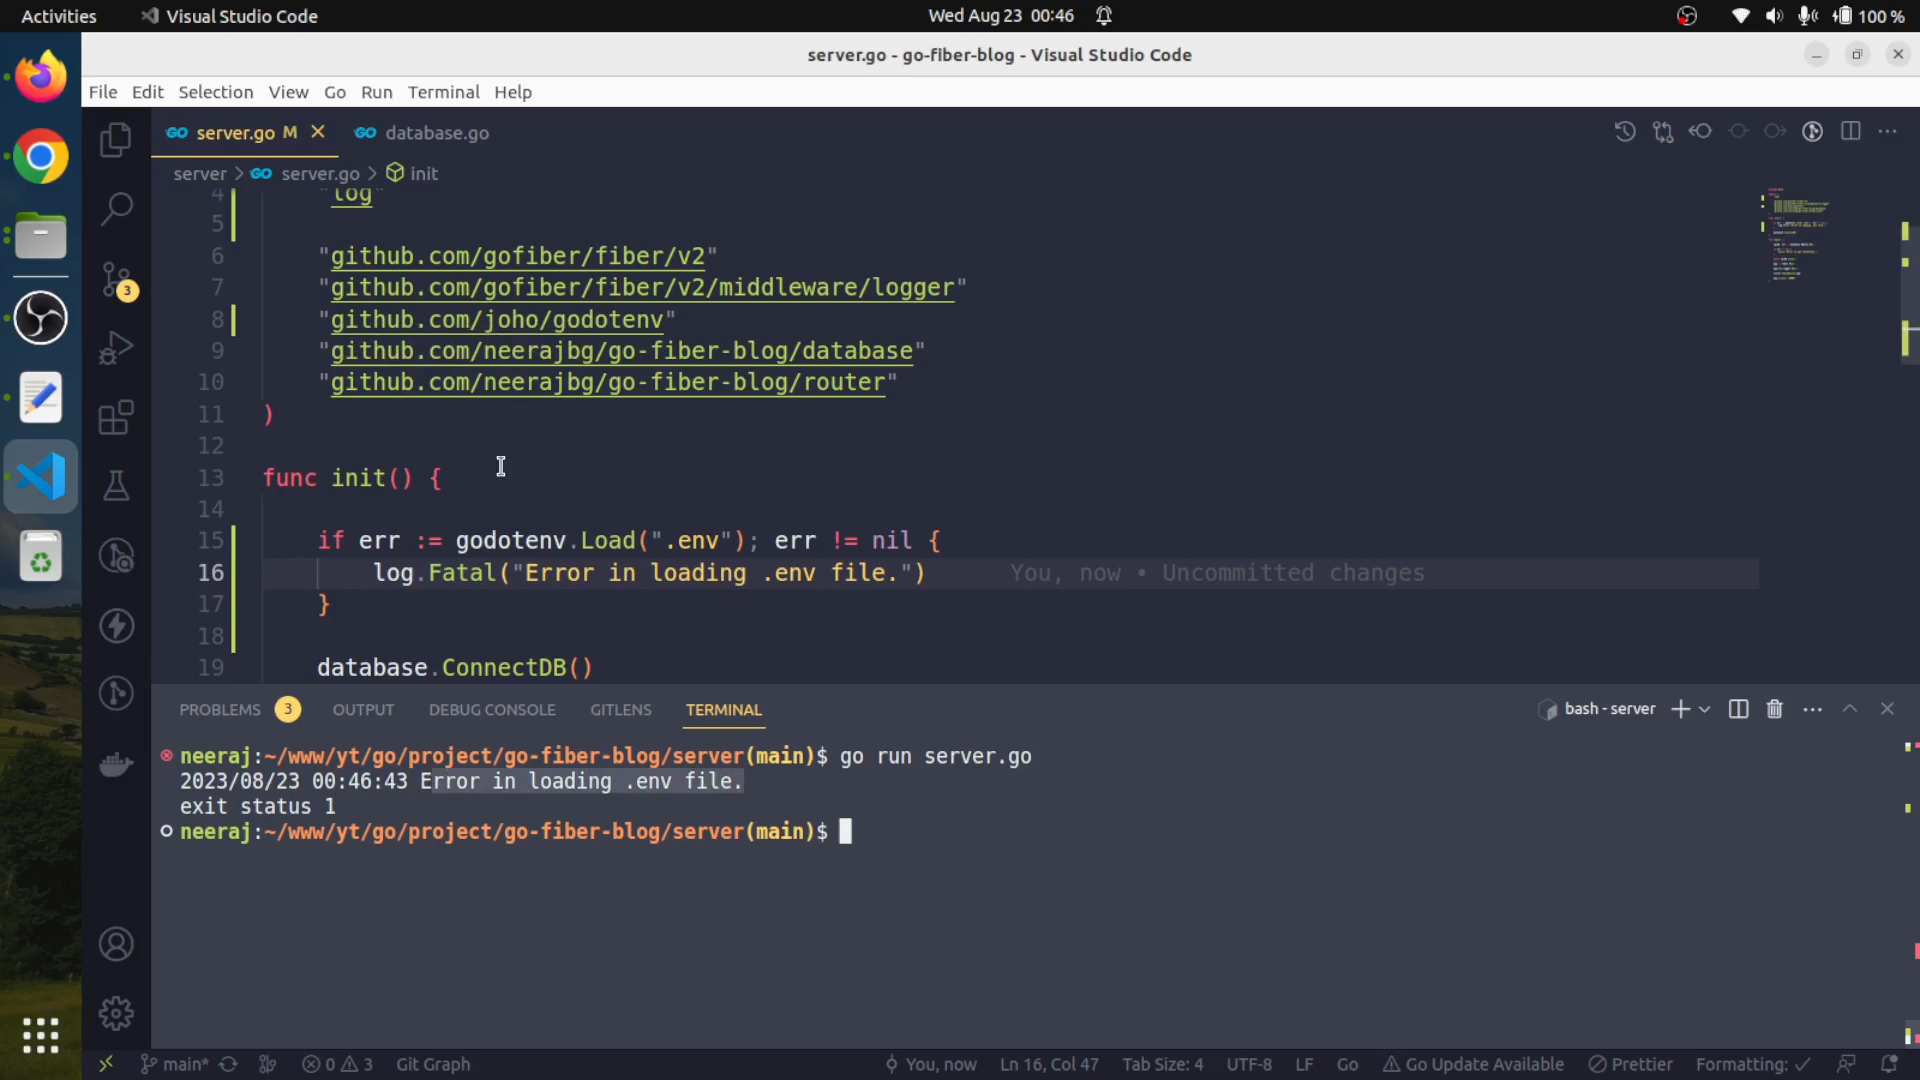 Activities Visual Studio Code Wed Aug 23 00:46 100 %
server.go - go-fiber-blog - Visual Studio Code
File Edit Selection View Go Run Terminal Help
server.go M database.go
server > server.go > init
4 "log"
5
6 "github.com/gofiber/fiber/v2"
7 "github.com/gofiber/fiber/v2/middleware/logger"
8 "github.com/joho/godotenv"
9 "github.com/neerajbg/go-fiber-blog/database"
10 "github.com/neerajbg/go-fiber-blog/router"
11 )
12
13 func init() {
14
15 if err := godotenv.Load(".env"); err != nil {
16 log.Fatal("Error in loading .env file.") You, now • Uncommitted changes
17 }
18
19 database.ConnectDB()
3
PROBLEMS 3 OUTPUT DEBUG CONSOLE GITLENS TERMINAL bash - server
neeraj:~/www/yt/go/project/go-fiber-blog/server(main)$ go run server.go
2023/08/23 00:46:43 Error in loading .env file.
exit status 1
neeraj:~/www/yt/go/project/go-fiber-blog/server(main)$
main* 0 3 Git Graph You, now Ln 16, Col 47 Tab Size: 4 UTF-8 LF Go Go Update Available Prettier Formatting: ✓